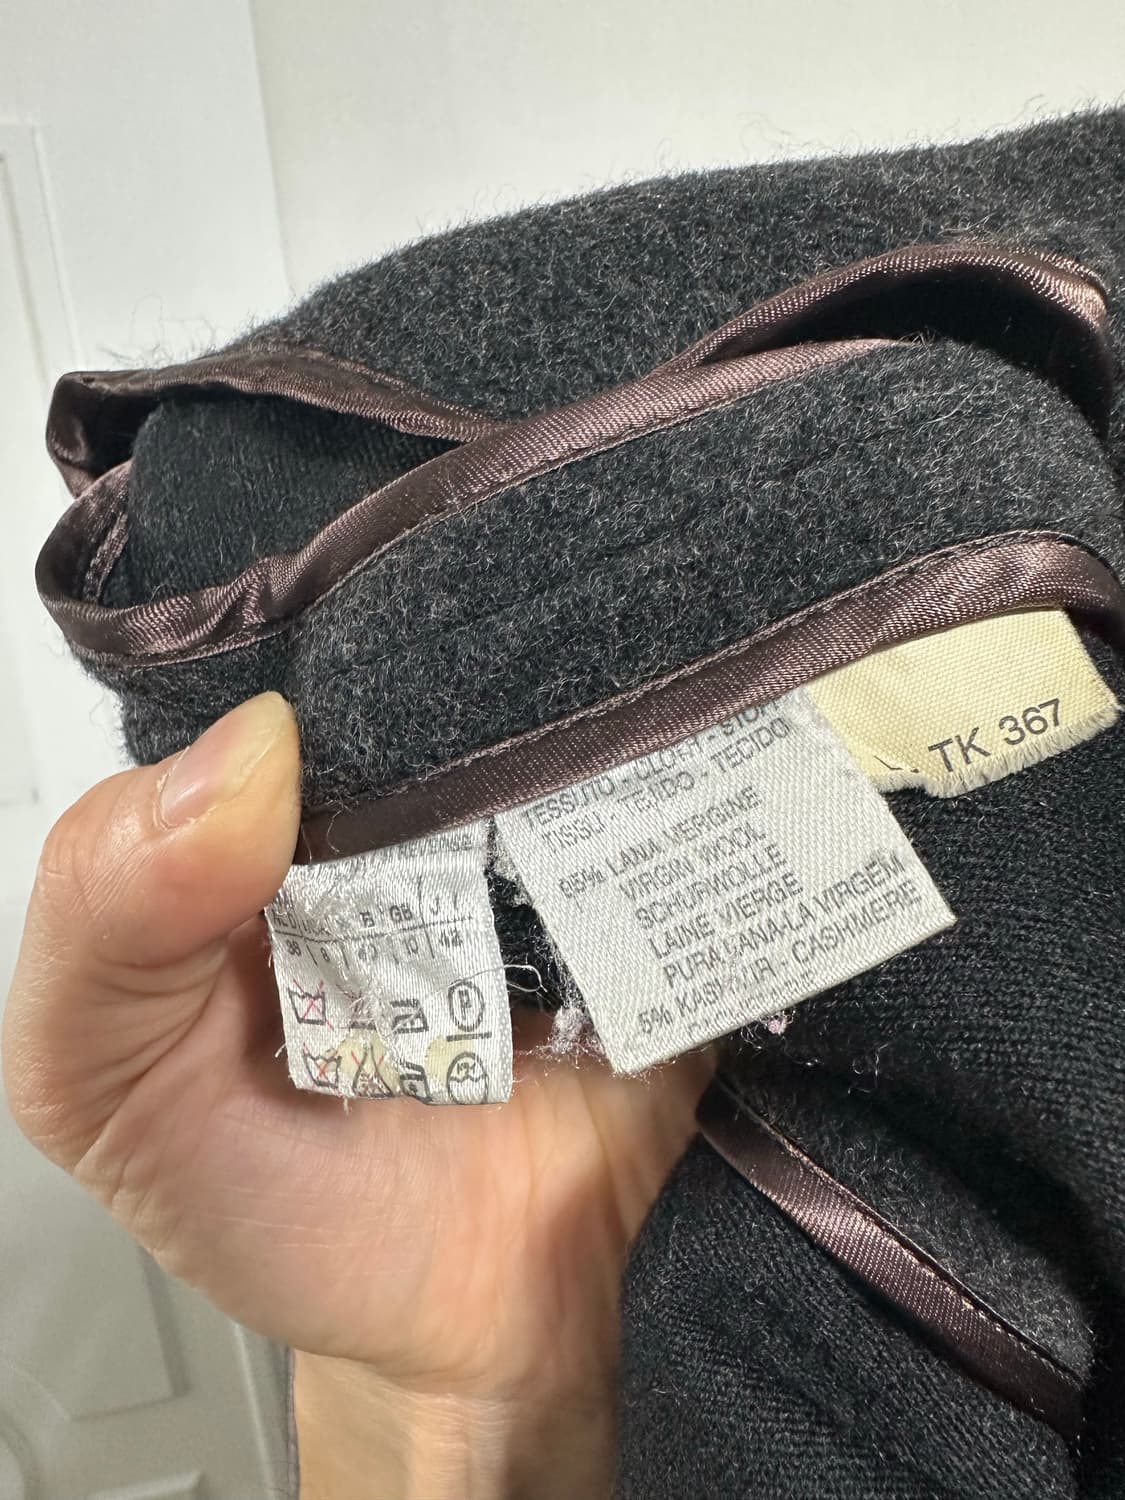 TK 367
TESSUTO - CLOTH - STOFF
TISSU - TEJIDO - TECIDO
95% LANA VERGINE
VIRGIN WOOL
SCHURWOLLE
LAINE VIERGE
PURA LANA-LA VIRGEM
5% KASHMIR - CASHMERE
GB
38
10
44
P